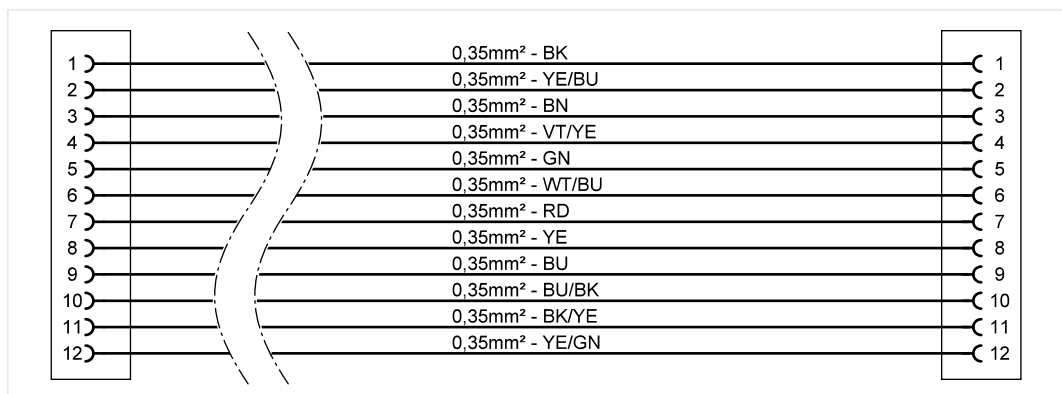 0,35mm² - BK
1 1
0,35mm² - YE/BU
2 2
0,35mm² - BN
3 3
0,35mm² - VT/YE
4 4
0,35mm² - GN
5 5
0,35mm² - WT/BU
6 6
0,35mm² - RD
7 7
0,35mm² - YE
8 8
0,35mm² - BU
9 9
0,35mm² - BU/BK
10 10
0,35mm² - BK/YE
11 11
0,35mm² - YE/GN
12 12